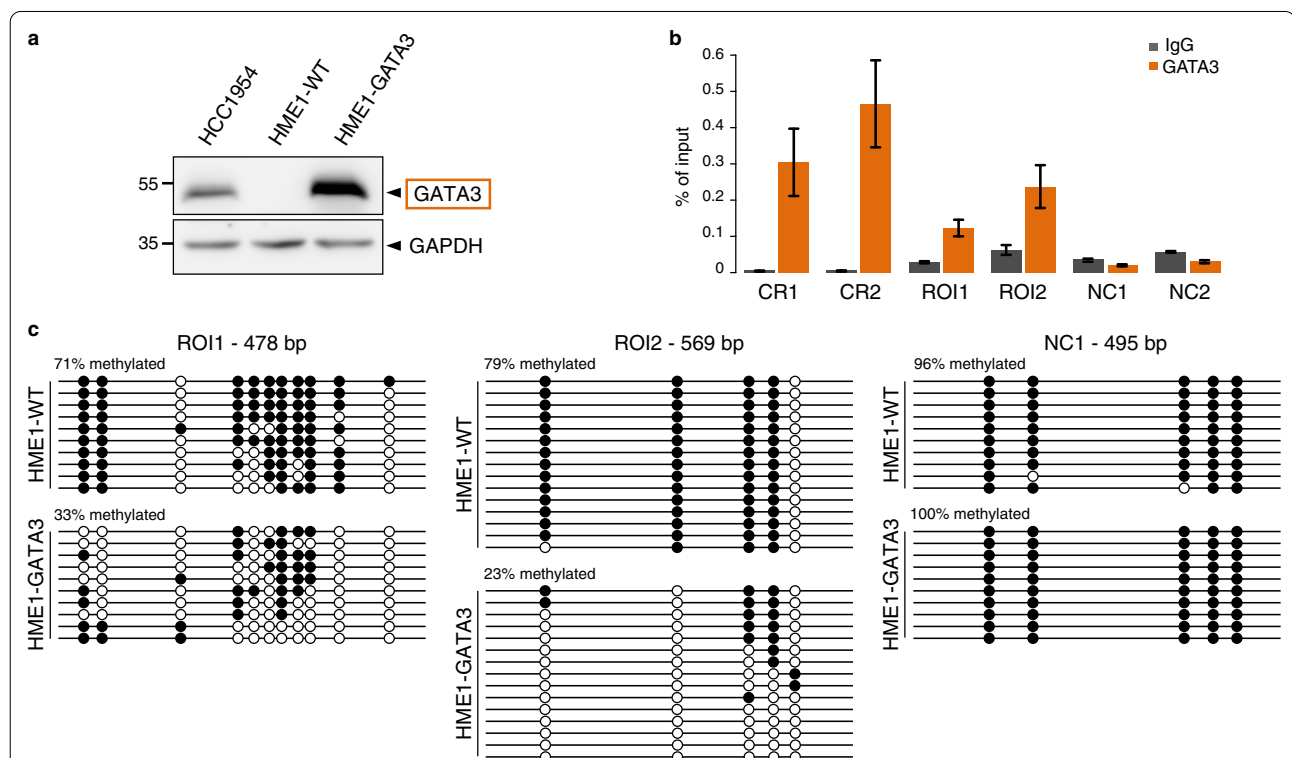 a
HCC1954
HME1-WT
HME1-GATA3
55
GATA3
35
GAPDH
b
0.6
0.5
0.4
0.3
0.2
0.1
0
% of input
IgG
GATA3
CR1 CR2 ROI1 ROI2 NC1 NC2
c
ROI1 - 478 bp
71% methylated
HME1-WT
33% methylated
HME1-GATA3
ROI2 - 569 bp
79% methylated
HME1-WT
23% methylated
HME1-GATA3
NC1 - 495 bp
96% methylated
HME1-WT
100% methylated
HME1-GATA3